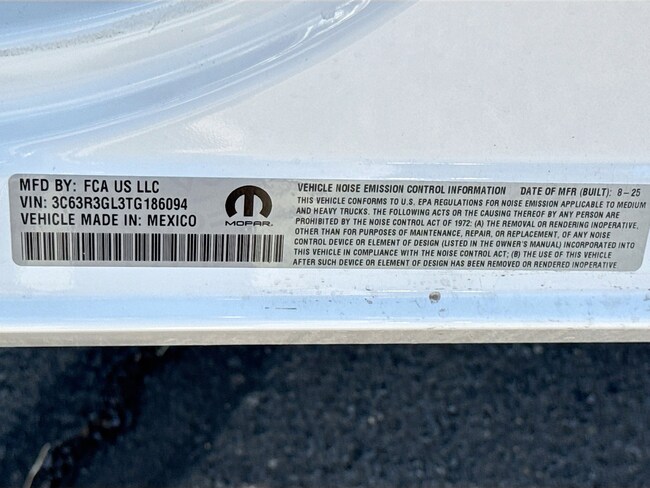 MFD BY: FCA US LLC
VIN: 3C63R3GL3TG186094
VEHICLE MADE IN: MEXICO
MOPAR.
VEHICLE NOISE EMISSION CONTROL INFORMATION DATE OF MFR (BUILT): 8-25
THIS VEHICLE CONFORMS TO U.S. EPA REGULATIONS FOR NOISE EMISSION APPLICABLE TO MEDIUM
AND HEAVY TRUCKS. THE FOLLOWING ACTS OR THE CAUSING THEREOF BY ANY PERSON ARE
PROHIBITED BY THE NOISE CONTROL ACT OF 1972: (A) THE REMOVAL OR RENDERING INOPERATIVE,
OTHER THAN FOR PURPOSES OF MAINTENANCE, REPAIR, OR REPLACEMENT, OF ANY NOISE
CONTROL DEVICE OR ELEMENT OF DESIGN (LISTED IN THE OWNER'S MANUAL) INCORPORATED INTO
THIS VEHICLE IN COMPLIANCE WITH THE NOISE CONTROL ACT; (B) THE USE OF THIS VEHICLE
AFTER SUCH DEVICE OR ELEMENT OF DESIGN HAS BEEN REMOVED OR RENDERED INOPERATIVE